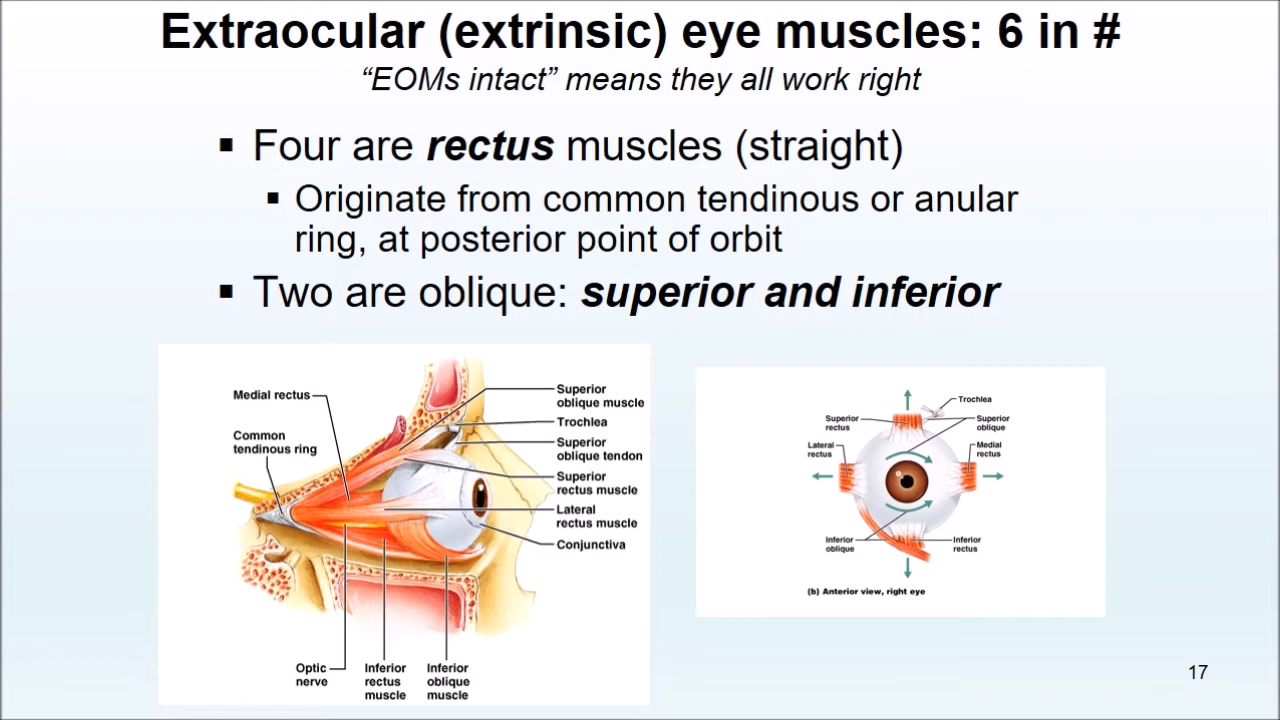 Extraocular (extrinsic) eye muscles: 6 in #
“EOMs intact” means they all work right
▪ Four are rectus muscles (straight)
▪ Originate from common tendinous or anular
ring, at posterior point of orbit
▪ Two are oblique: superior and inferior
Medial rectus
Common
tendinous ring
Superior
oblique muscle
Trochlea
Superior
oblique tendon
Superior
rectus muscle
Lateral
rectus muscle
Conjunctiva
Optic
nerve
Inferior
rectus
muscle
Inferior
oblique
muscle
Trochlea
Superior
rectus
Superior
oblique
Lateral
rectus
Medial
rectus
Inferior
oblique
Inferior
rectus
(b) Anterior view, right eye
17